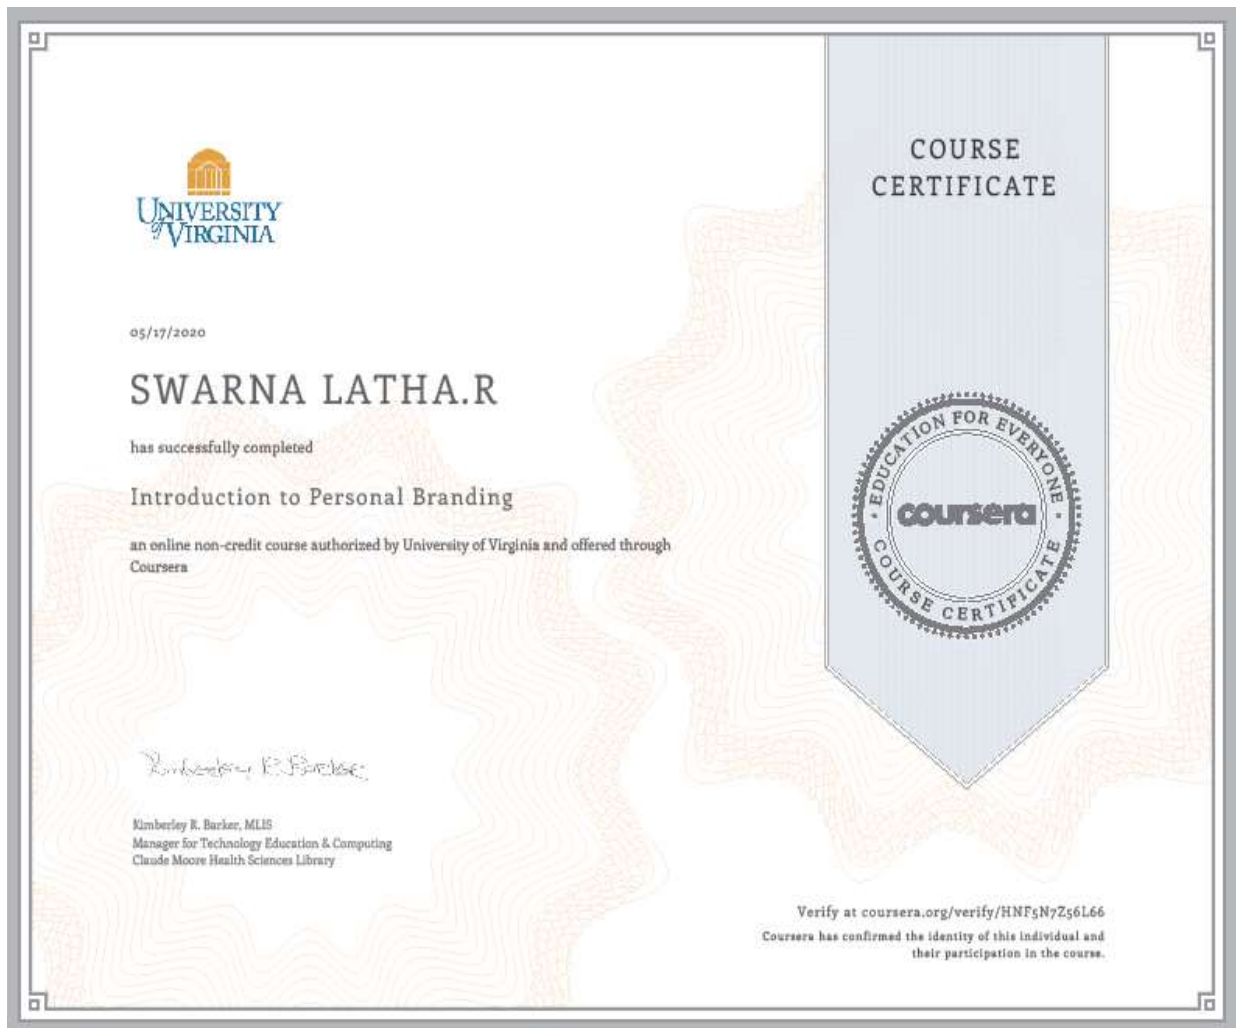 COURSE
CERTIFICATE
UNIVERSITY
of VIRGINIA
05/17/2020
SWARNA LATHA.R
has successfully completed
Introduction to Personal Branding
an online non-credit course authorized by University of Virginia and offered through
Coursera
EDUCATION FOR EVERYONE
coursera
COURSE CERTIFICATE
Kimberley R. Barker
Kimberley R. Barker, MLIS
Manager for Technology Education & Computing
Claude Moore Health Sciences Library
Verify at coursera.org/verify/HNF5N7Z56L66
Coursera has confirmed the identity of this individual and
their participation in the course.